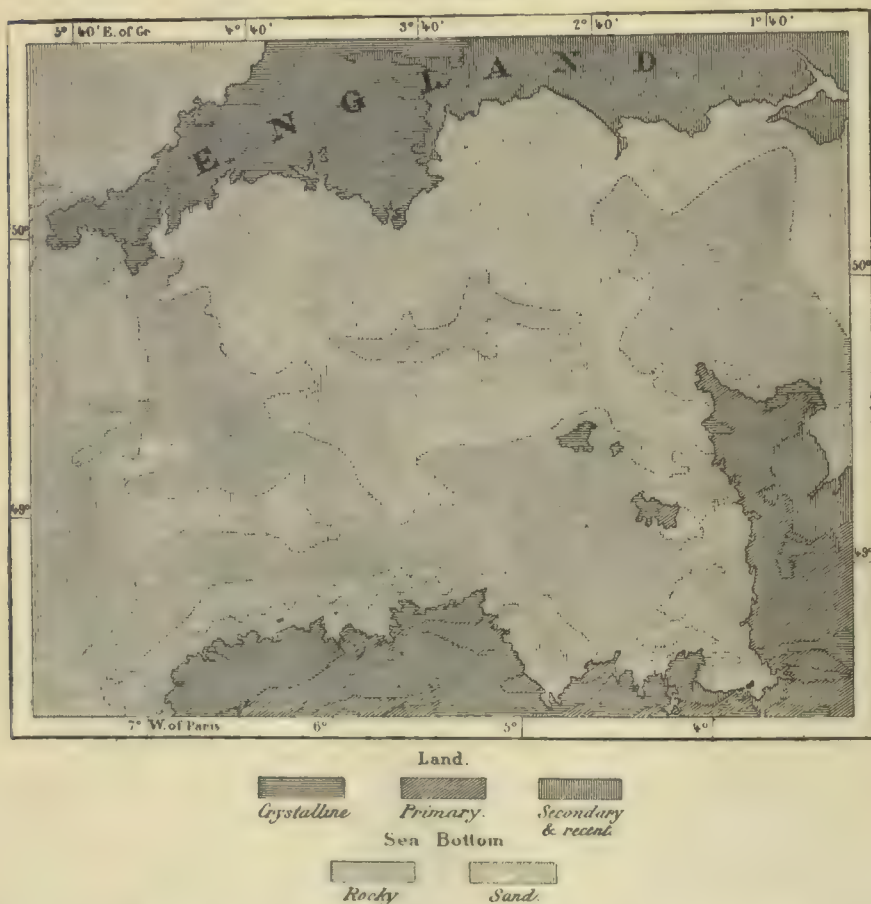 5° 40' E. of Gr 4° 40' 3° 40' 2° 40' 1° 40'
ENGLAND
50° 50°
49° 49°
7° W. of Paris 6° 5° 4°
Land.
Crystalline Primary. Secondary
& recent.
Sea Bottom
Rocky Sand.